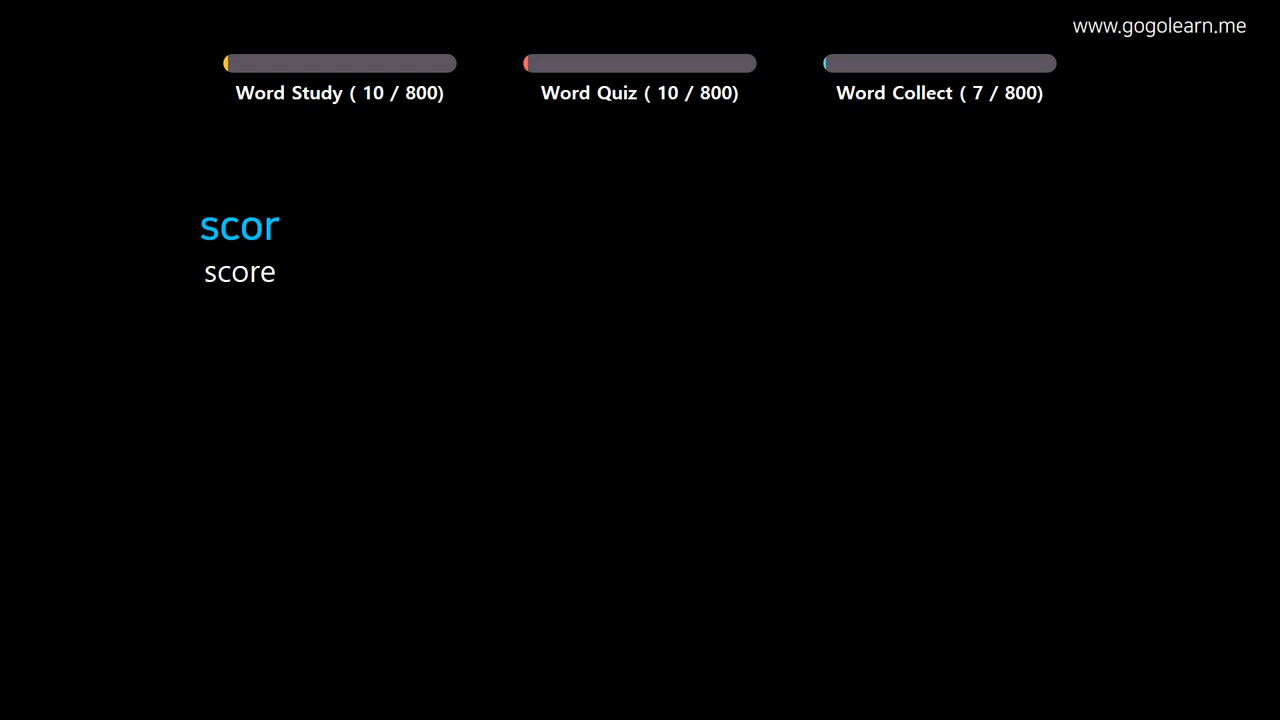 www.gogolearn.me
Word Study ( 10 / 800)
Word Quiz ( 10 / 800)
Word Collect ( 7 / 800)
scor
score